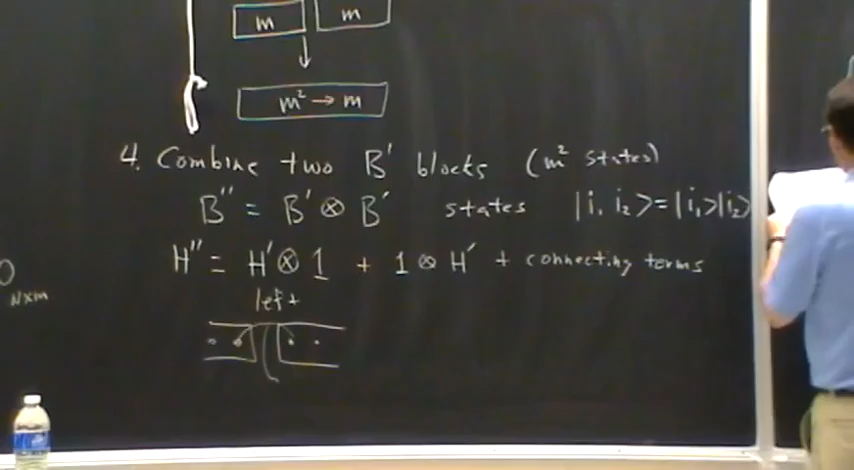 m m
m² → m
4. Combine two B' blocks (m² states)
B'' = B' ⊗ B' states |i₁ i₂> = |i₁>|i₂>
H'' = H' ⊗ 1 + 1 ⊗ H' + connecting terms
N×m
left